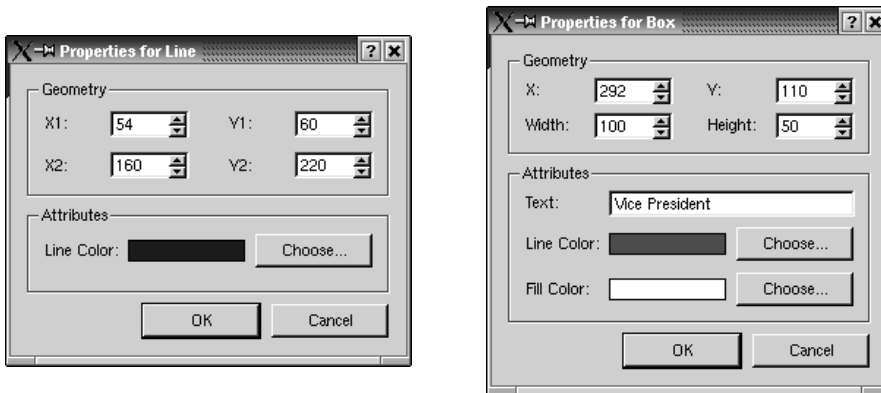 Properties for Line
Geometry
X1: 54 Y1: 60
X2: 160 Y2: 220
Attributes
Line Color: Choose...
OK Cancel
Properties for Box
Geometry
X: 292 Y: 110
Width: 100 Height: 50
Attributes
Text: Vice President
Line Color: Choose...
Fill Color: Choose...
OK Cancel